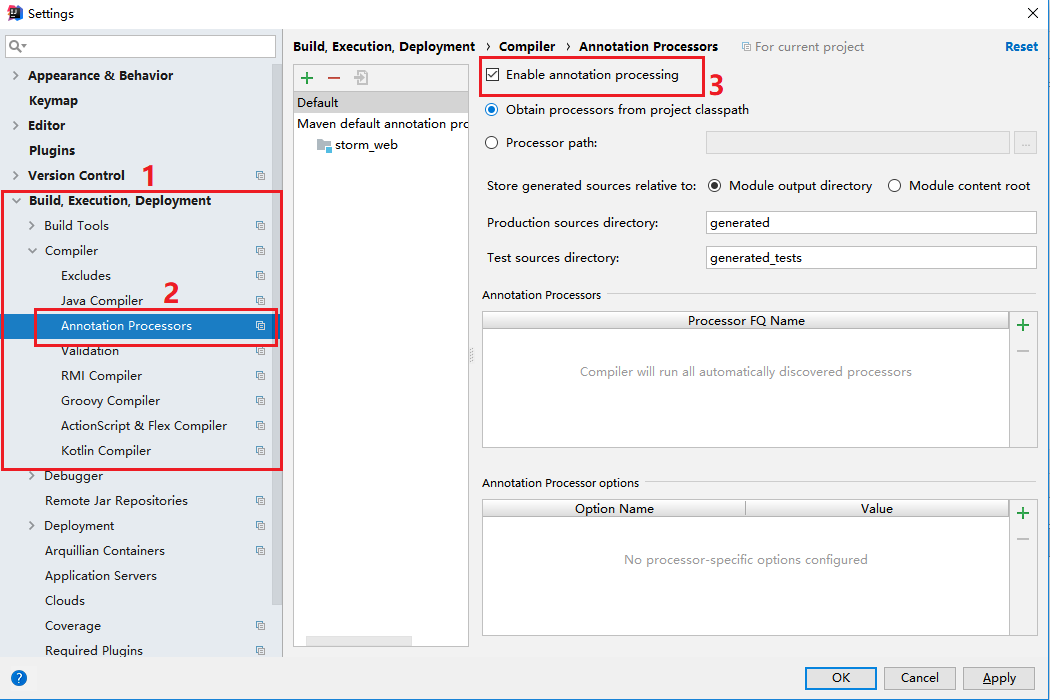 Settings
Build, Execution, Deployment › Compiler › Annotation Processors For current project Reset
Appearance & Behavior
Keymap
Editor
Plugins
Version Control
1
Build, Execution, Deployment
Build Tools
Compiler
Excludes
Java Compiler
2
Annotation Processors
Validation
RMI Compiler
Groovy Compiler
ActionScript & Flex Compiler
Kotlin Compiler
Debugger
Remote Jar Repositories
Deployment
Arquillian Containers
Application Servers
Clouds
Coverage
Required Plugins
Default
Maven default annotation pro
storm_web
Enable annotation processing
3
Obtain processors from project classpath
Processor path:
...
Store generated sources relative to: Module output directory Module content root
Production sources directory: generated
Test sources directory: generated_tests
Annotation Processors
Processor FQ Name
Compiler will run all automatically discovered processors
Annotation Processor options
Option Name Value
No processor-specific options configured
?
OK Cancel Apply